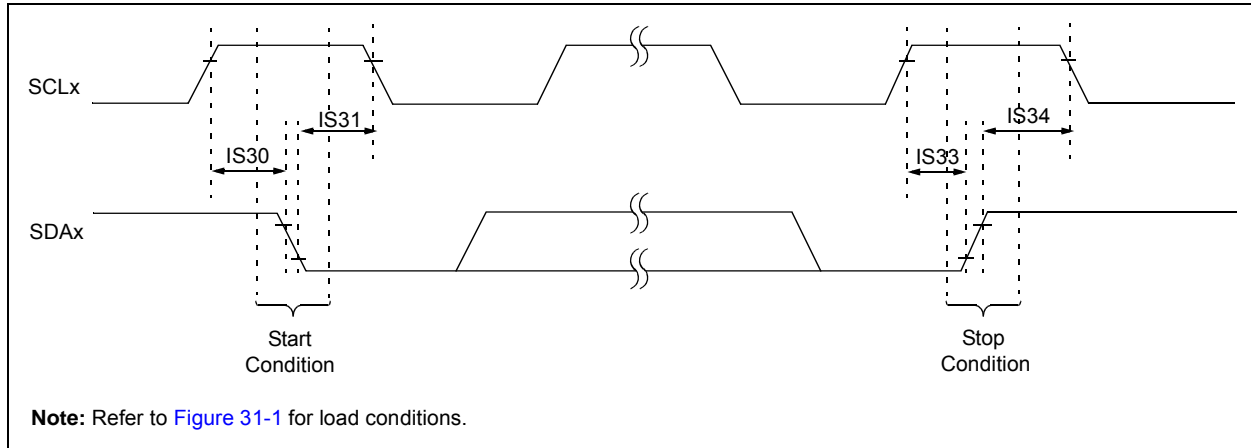 SCLx
IS31
IS34
IS30
IS33
SDAx
Start
Condition
Stop
Condition
Note: Refer to Figure 31-1 for load conditions.